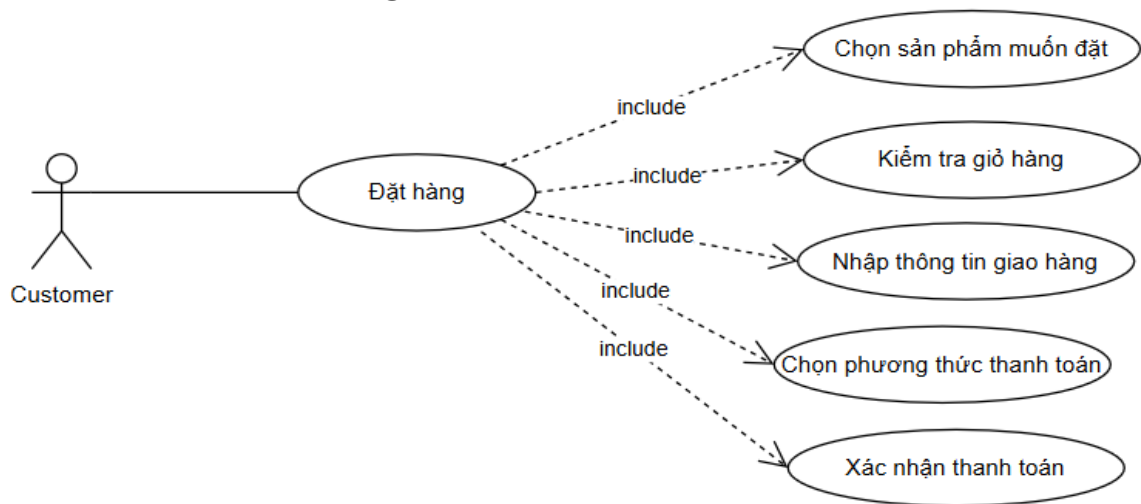 Chọn sản phẩm muốn đặt
include
Kiểm tra giỏ hàng
include
Đặt hàng
include
Nhập thông tin giao hàng
Customer
include
include
Chọn phương thức thanh toán
Xác nhận thanh toán